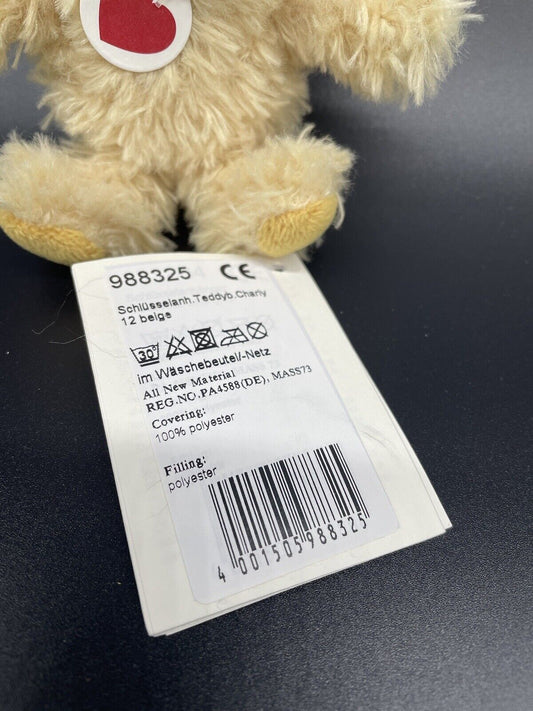 988325 CE
Schlüsselanh.Teddyb.Charly
12 beige
30°
im Wäschebeutel/-Netz
All New Material
REG.NO.PA4588(DE), MASS73
Covering:
100% polyester
Filling:
polyester
4 001505 988325